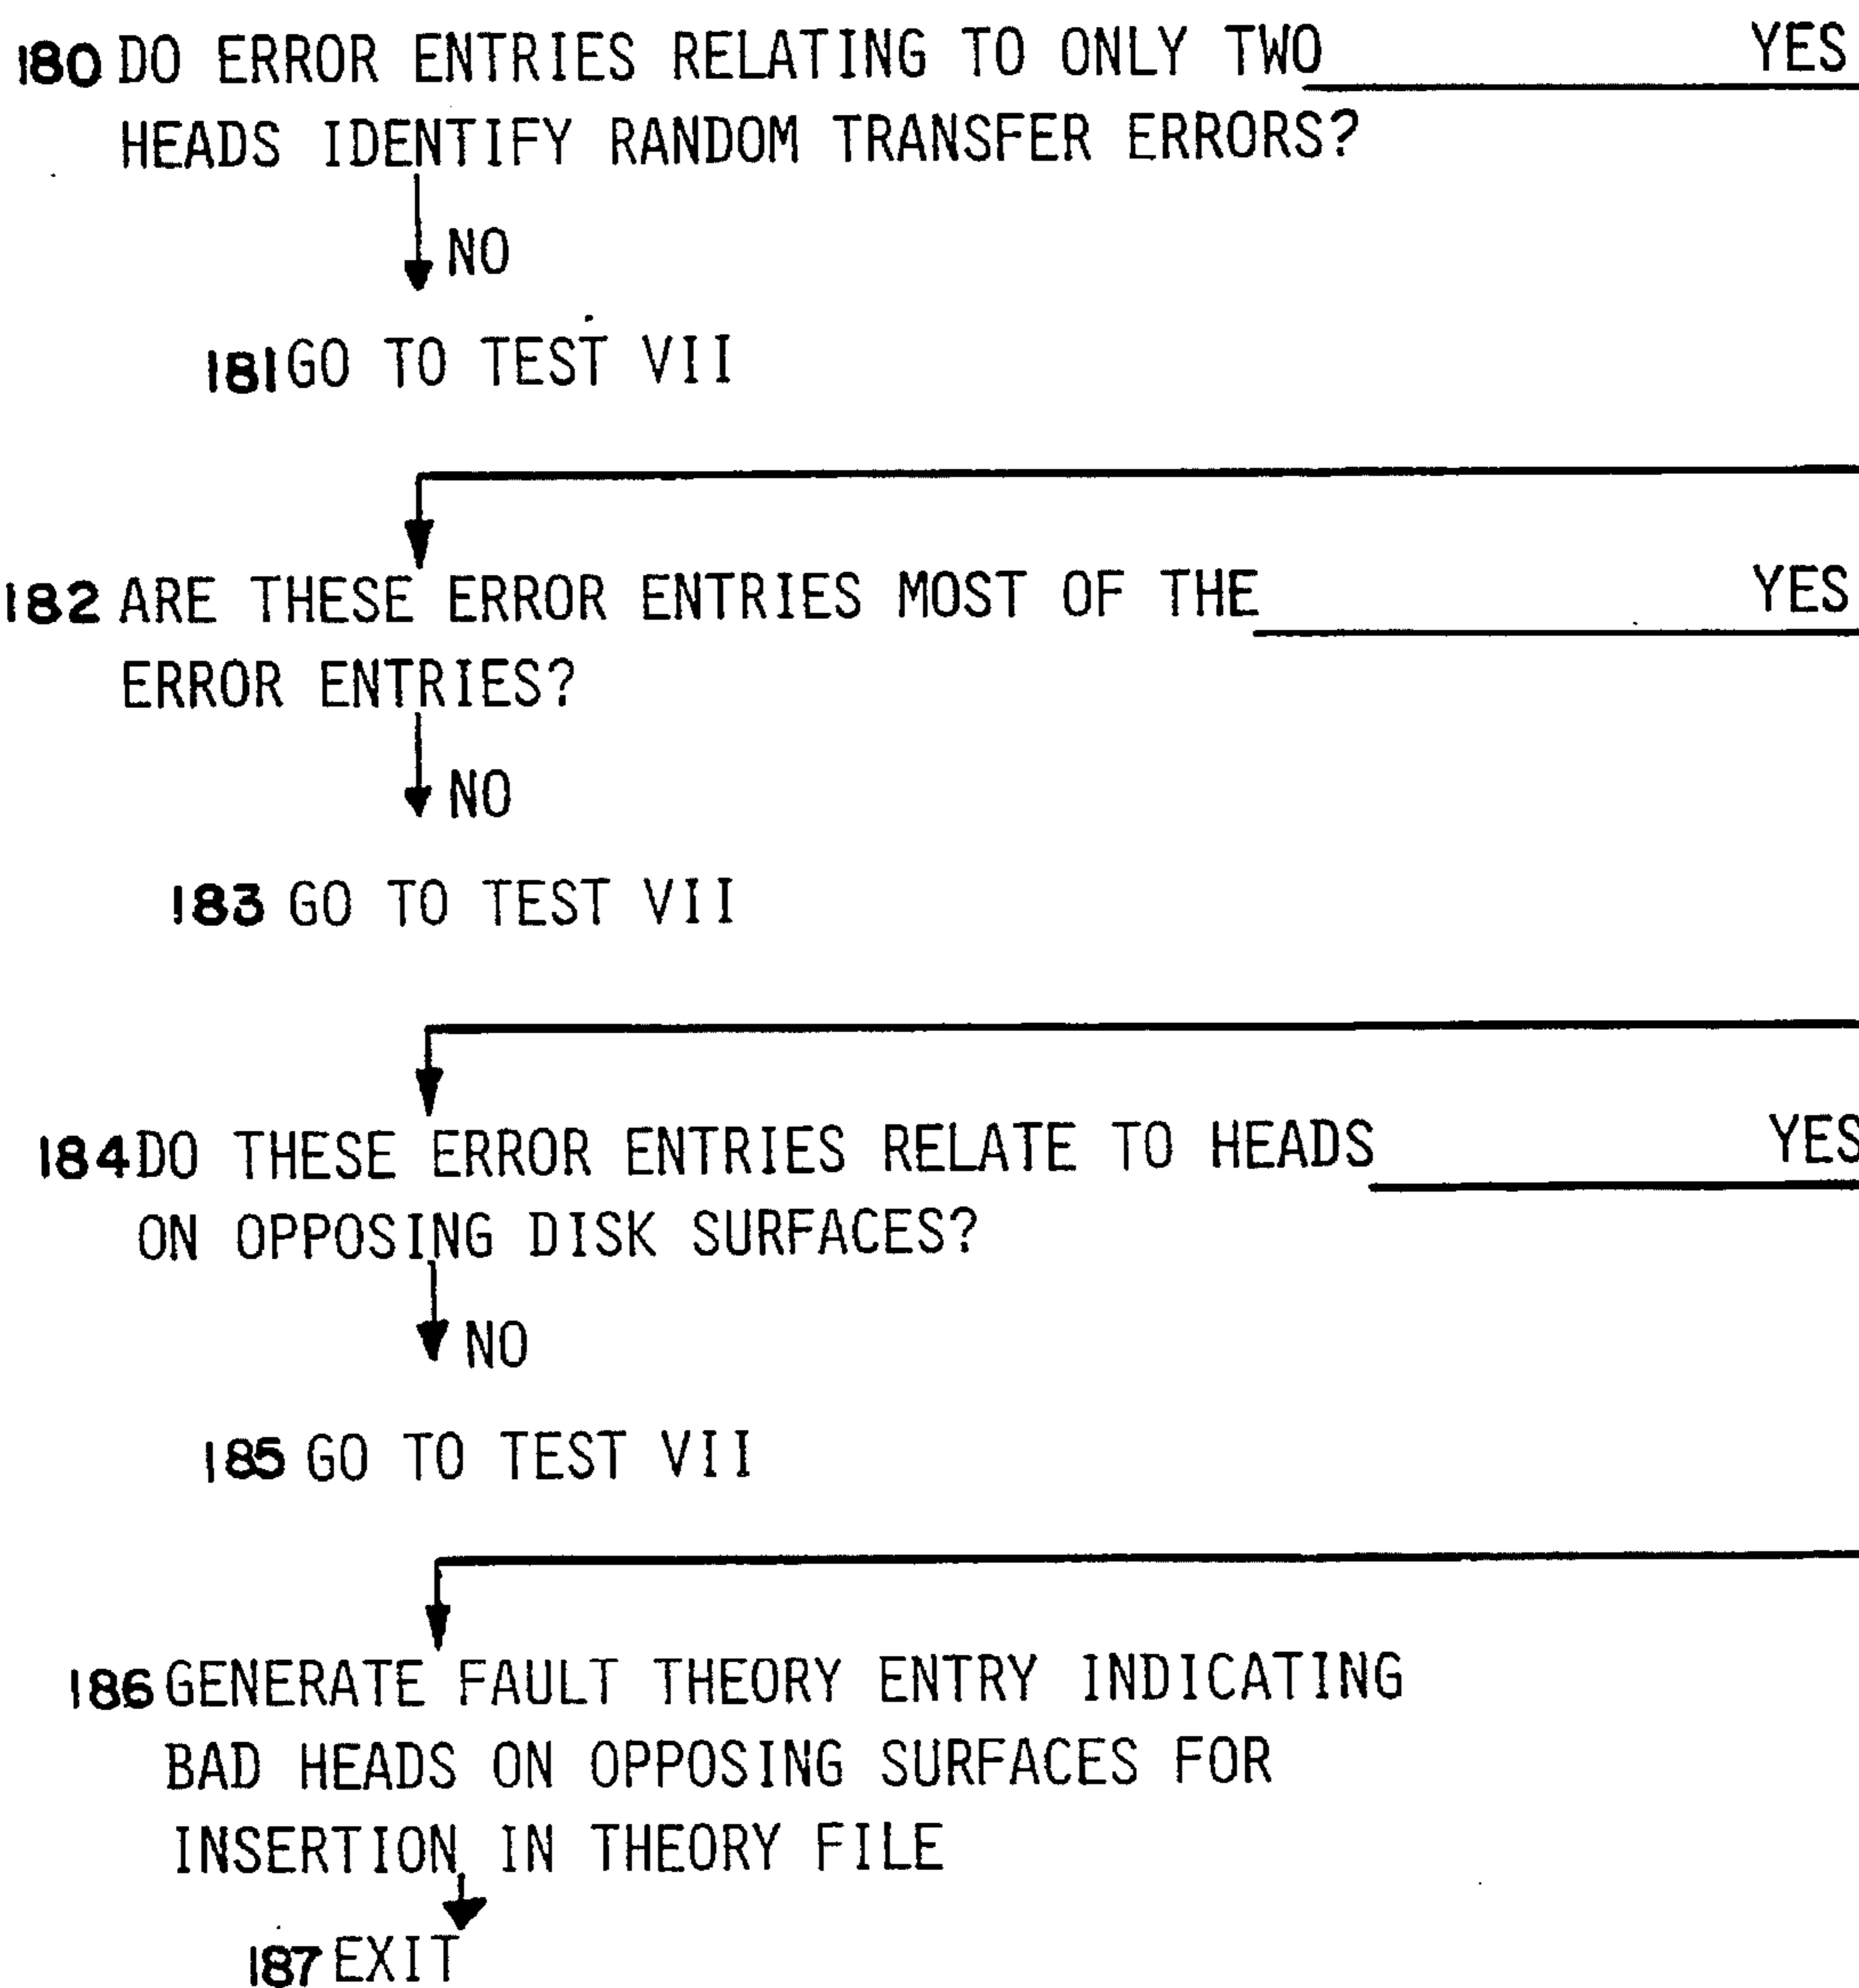 180 DO ERROR ENTRIES RELATING TO ONLY TWO YES
HEADS IDENTIFY RANDOM TRANSFER ERRORS?
NO
181 GO TO TEST VII
182 ARE THESE ERROR ENTRIES MOST OF THE YES
ERROR ENTRIES?
NO
183 GO TO TEST VII
184 DO THESE ERROR ENTRIES RELATE TO HEADS YES
ON OPPOSING DISK SURFACES?
NO
185 GO TO TEST VII
186 GENERATE FAULT THEORY ENTRY INDICATING
BAD HEADS ON OPPOSING SURFACES FOR
INSERTION IN THEORY FILE
187 EXIT